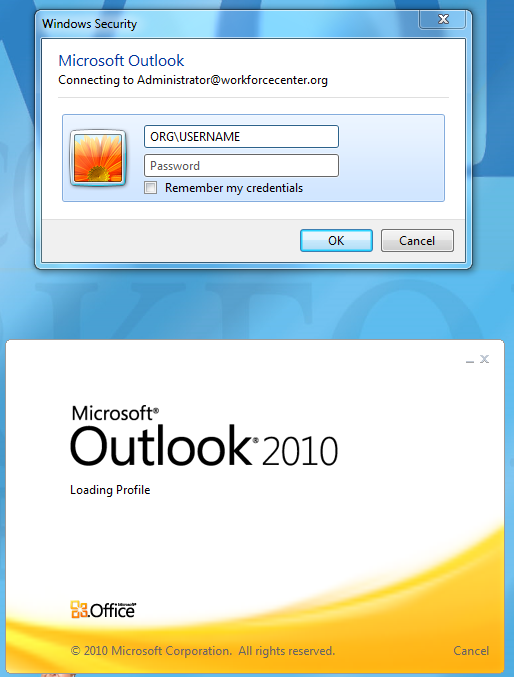 Windows Security
Microsoft Outlook
Connecting to Administrator@workforcecenter.org
ORG\USERNAME
Password
Remember my credentials
OK
Cancel
Microsoft®
Outlook® 2010
Loading Profile
Office
© 2010 Microsoft Corporation. All rights reserved.
Cancel